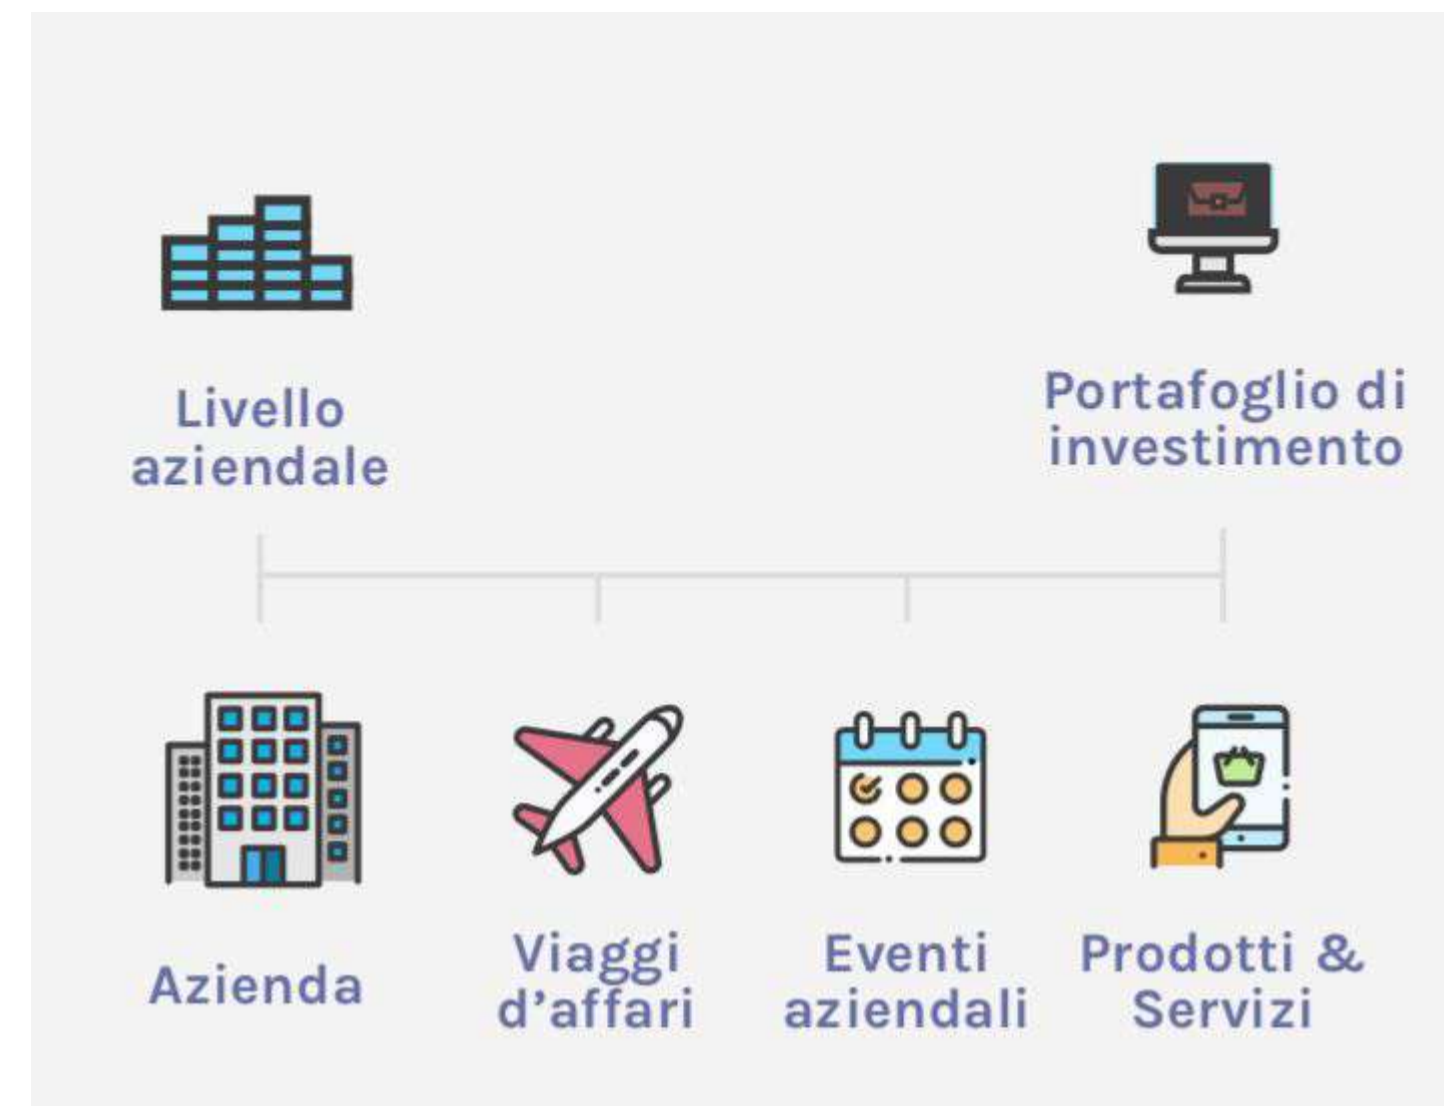 Livello
aziendale
Portafoglio di
investimento
Azienda
Viaggi
d'affari
Eventi
aziendali
Prodotti &
Servizi